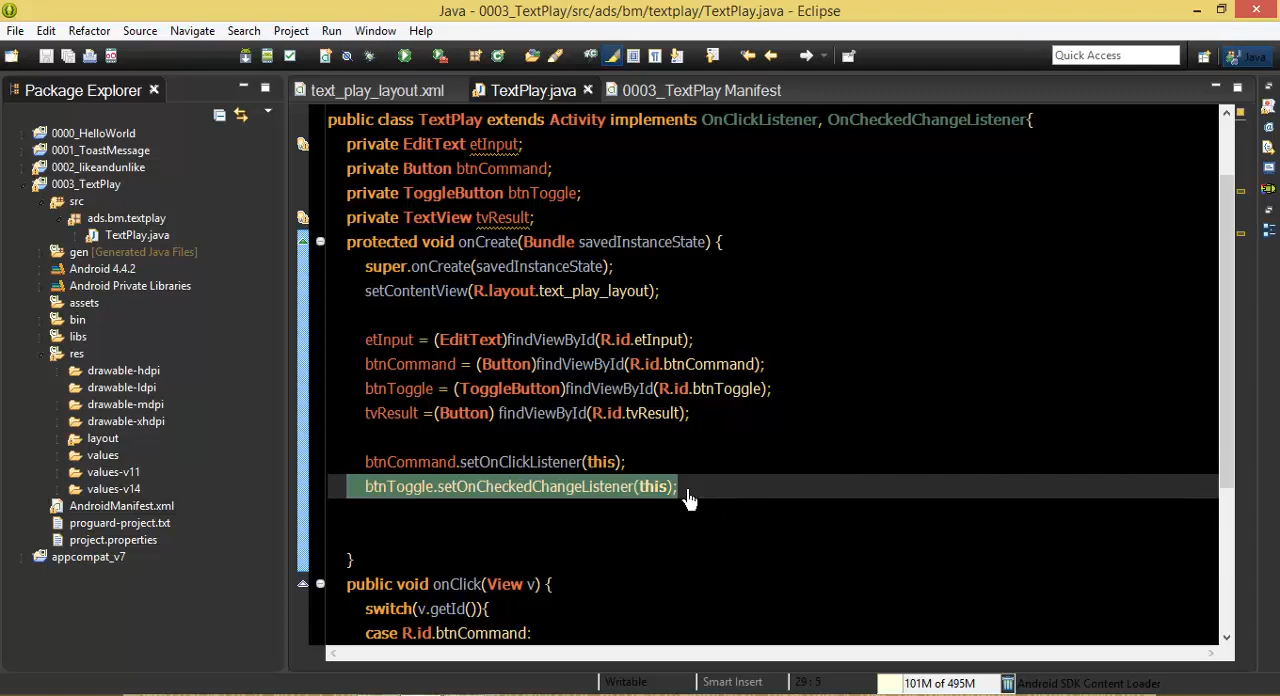 Java - 0003_TextPlay/src/ads/bm/textplay/TextPlay.java - Eclipse
File Edit Refactor Source Navigate Search Project Run Window Help
Quick Access
Java
Package Explorer
text_play_layout.xml
TextPlay.java
0003_TextPlay Manifest
0000_HelloWorld
0001_ToastMessage
0002_likeandunlike
0003_TextPlay
src
ads.bm.textplay
TextPlay.java
gen [Generated Java Files]
Android 4.4.2
Android Private Libraries
assets
bin
libs
res
drawable-hdpi
drawable-ldpi
drawable-mdpi
drawable-xhdpi
layout
values
values-v11
values-v14
AndroidManifest.xml
proguard-project.txt
project.properties
appcompat_v7
public class TextPlay extends Activity implements OnClickListener, OnCheckedChangeListener{
private EditText etInput;
private Button btnCommand;
private ToggleButton btnToggle;
private TextView tvResult;
protected void onCreate(Bundle savedInstanceState) {
super.onCreate(savedInstanceState);
setContentView(R.layout.text_play_layout);
etInput = (EditText)findViewById(R.id.etInput);
btnCommand = (Button)findViewById(R.id.btnCommand);
btnToggle = (ToggleButton)findViewById(R.id.btnToggle);
tvResult =(Button) findViewById(R.id.tvResult);
btnCommand.setOnClickListener(this);
btnToggle.setOnCheckedChangeListener(this);
}
public void onClick(View v) {
switch(v.getId()){
case R.id.btnCommand:
Writable
Smart Insert
29 : 5
101M of 495M
Android SDK Content Loader